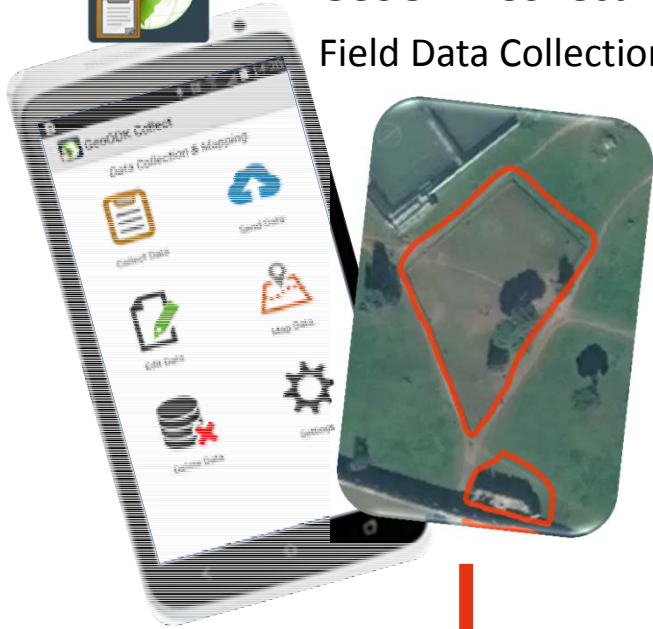 Field Data Collection
GeoODK Collect
Data Collection & Mapping
Collect Data
Send Data
Edit Data
Map Data
Delete Data
Settings